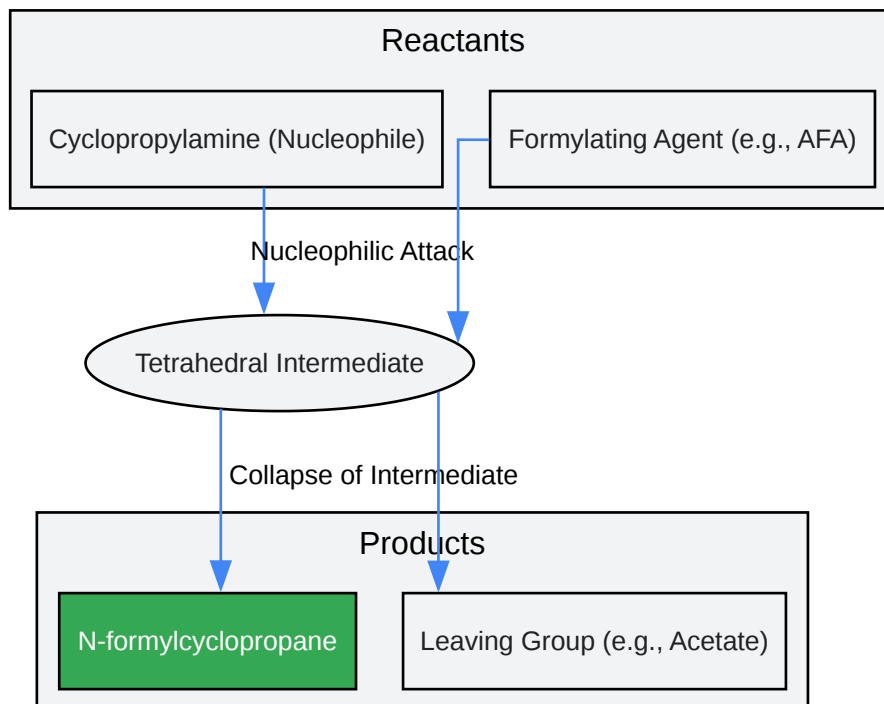 Reactants
Cyclopropylamine (Nucleophile)
Formylating Agent (e.g., AFA)
Nucleophilic Attack
Tetrahedral Intermediate
Collapse of Intermediate
Products
N-formylcyclopropane
Leaving Group (e.g., Acetate)